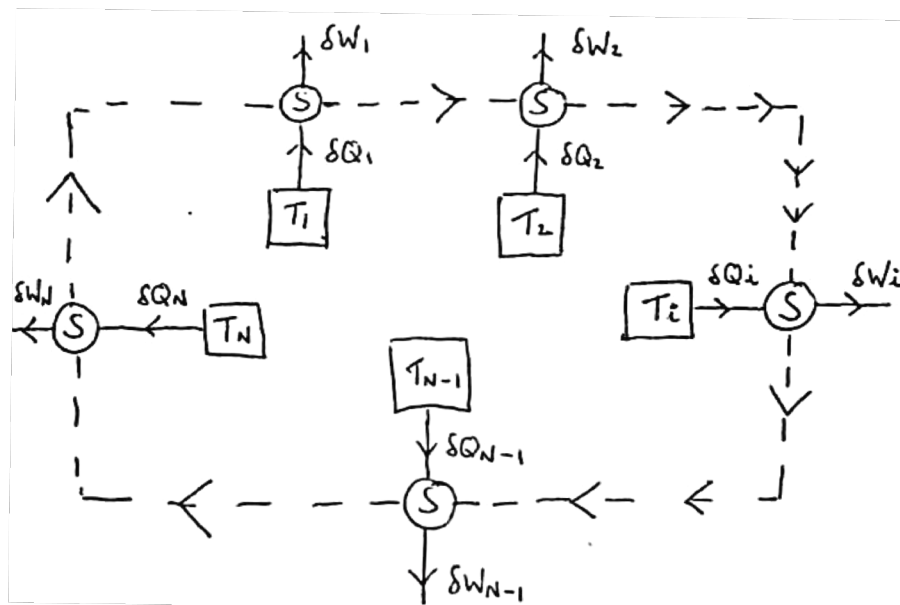 δW₁ δW₂
S S
δQ₁ δQ₂
T₁ T₂
δWN δQN δQi δWi
S TN Ti S
TN-1
δQN-1
S
δWN-1